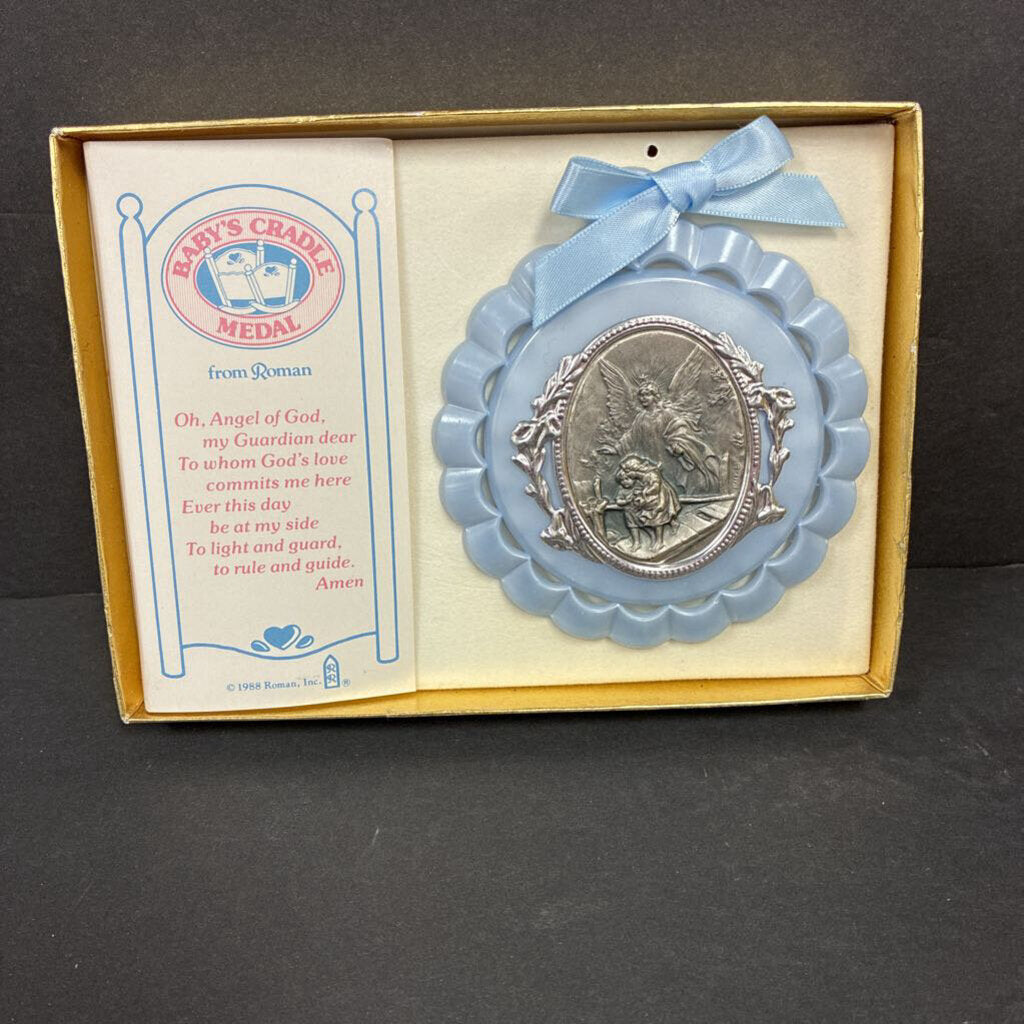 BABY'S CRADLE
MEDAL
from Roman
Oh, Angel of God,
my Guardian dear
To whom God's love
commits me here
Ever this day
be at my side
To light and guard,
to rule and guide.
Amen
© 1988 Roman, Inc. ®